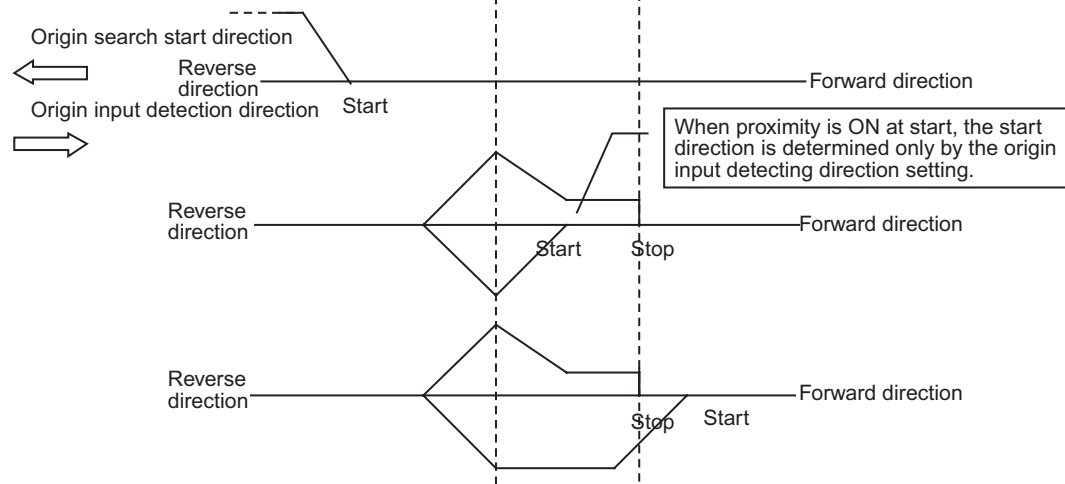 Origin search start direction
Reverse
direction
Forward direction
Origin input detection direction
Start
When proximity is ON at start, the start
direction is determined only by the origin
input detecting direction setting.
Reverse
direction
Forward direction
Start
Stop
Reverse
direction
Forward direction
Stop
Start